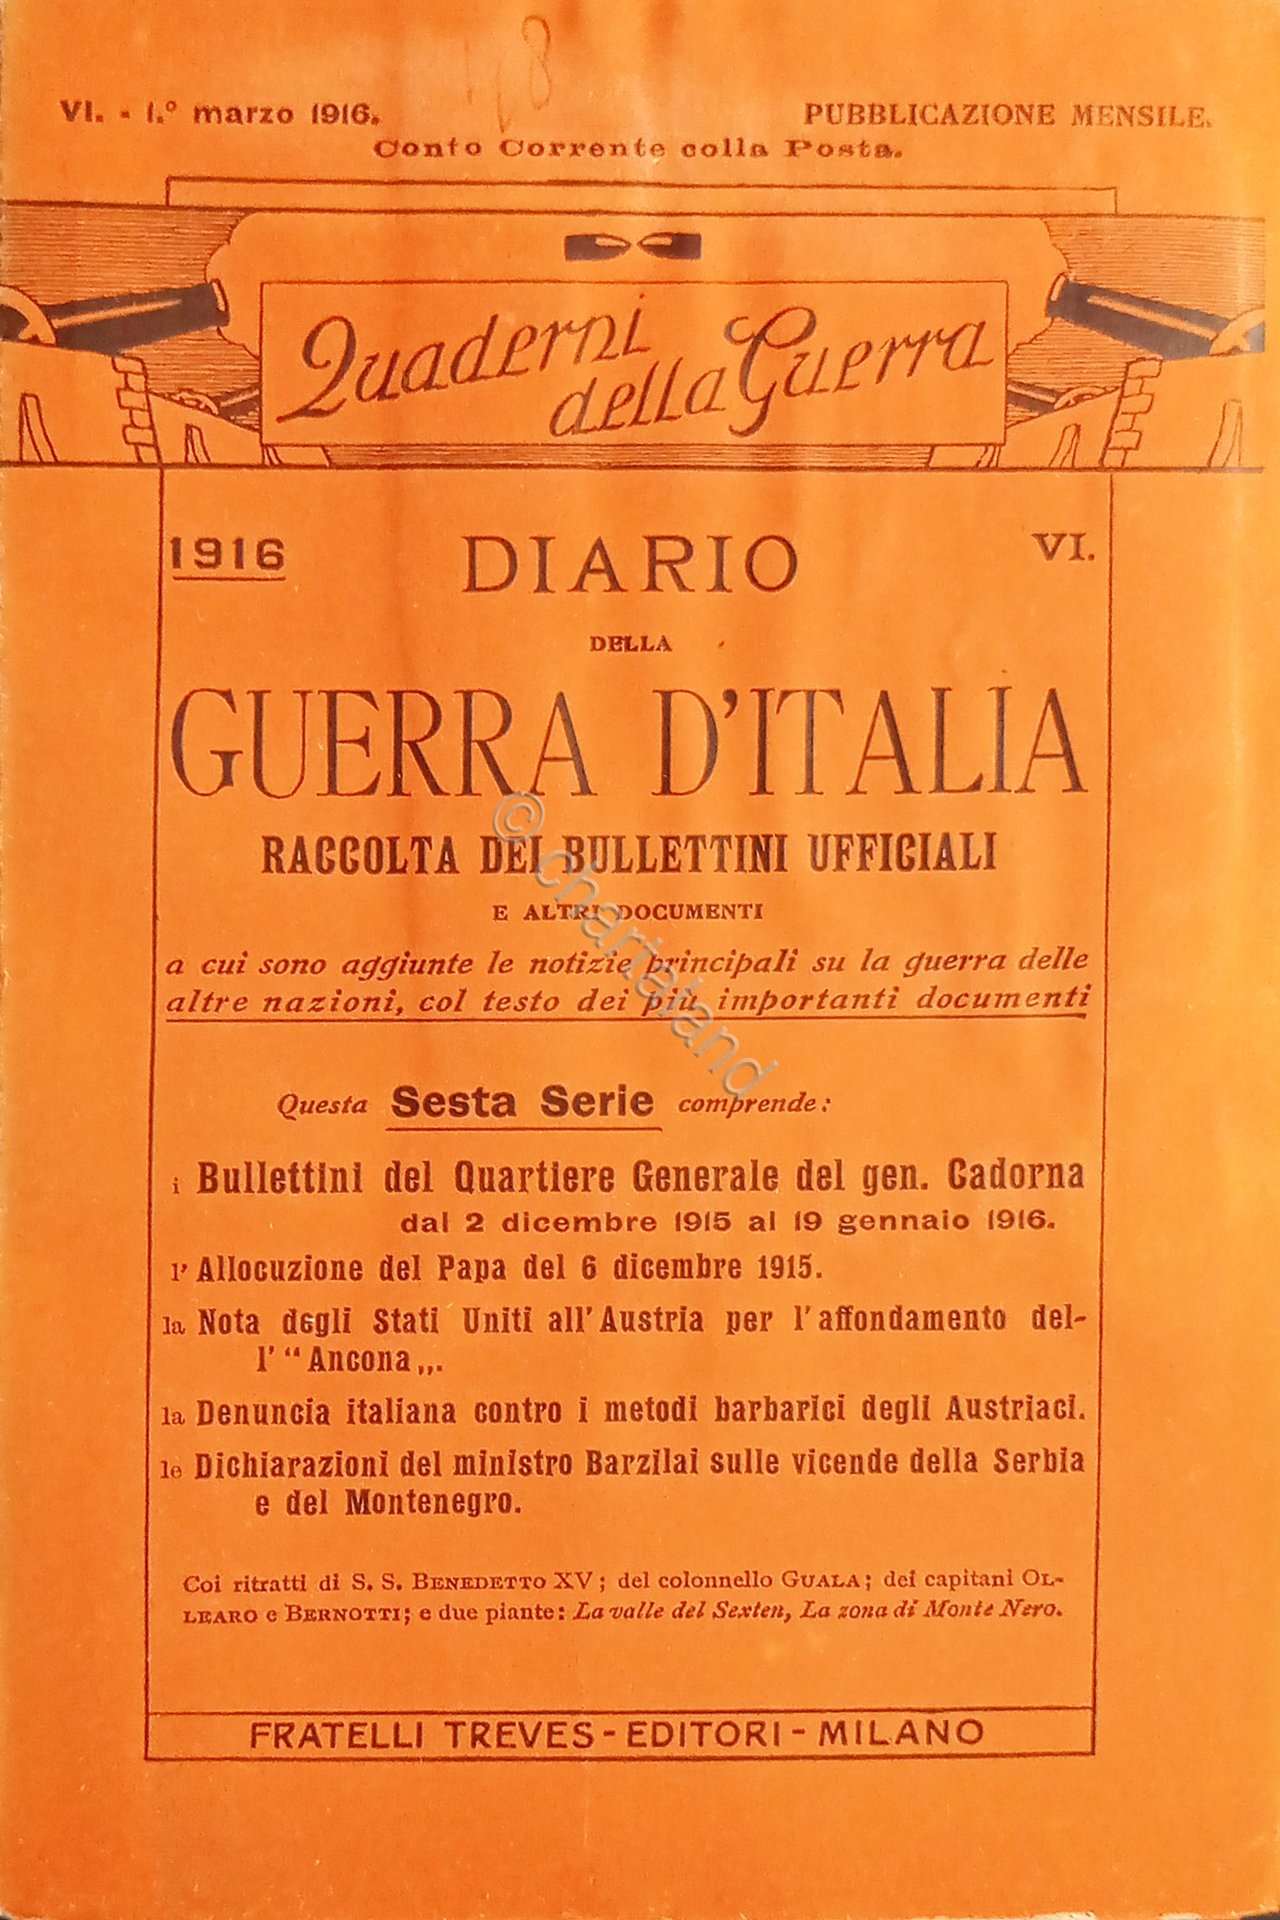 VI. - 1.º marzo 1916.
PUBBLICAZIONE MENSILE.
Conto Corrente colla Posta.
Quaderni
della Guerra
1916
DIARIO
VI.
DELLA
GUERRA D'ITALIA
RACCOLTA DEI BULLETTINI UFFICIALI
E ALTRI DOCUMENTI
a cui sono aggiunte le notizie principali su la guerra delle
altre nazioni, col testo dei più importanti documenti
Questa Sesta Serie comprende:
i Bullettini del Quartiere Generale del gen. Cadorna
dal 2 dicembre 1915 al 19 gennaio 1916.
l' Allocuzione del Papa del 6 dicembre 1915.
la Nota degli Stati Uniti all'Austria per l'affondamento del-
l' “Ancona„.
la Denuncia italiana contro i metodi barbarici degli Austriaci.
le Dichiarazioni del ministro Barzilai sulle vicende della Serbia
e del Montenegro.
Coi ritratti di S. S. BENEDETTO XV; del colonnello GUALA; dei capitani OL-
LEARO e BERNOTTI; e due piante: La valle del Sexten, La zona di Monte Nero.
FRATELLI TREVES - EDITORI - MILANO
© chartaland